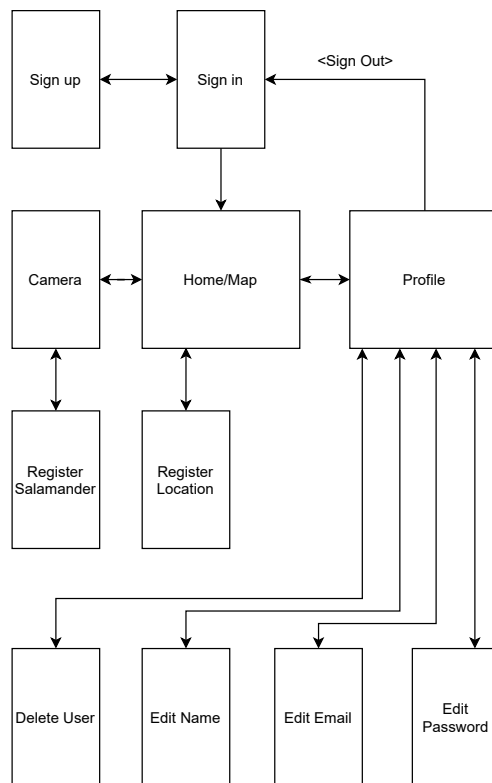 <Sign Out>
Sign up
Sign in
Camera
Home/Map
Profile
Register
Salamander
Register
Location
Delete User
Edit Name
Edit Email
Edit
Password